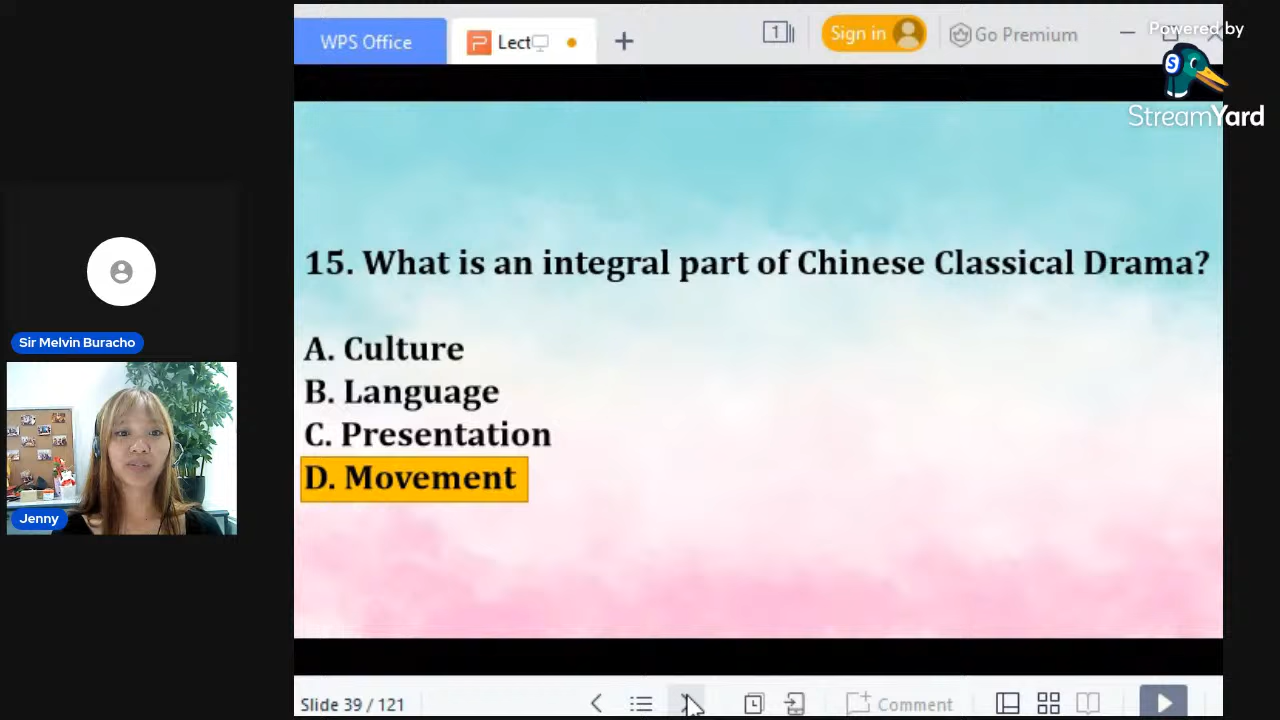 WPS Office
Lect
1
Sign in
Go Premium
Powered by
StreamYard
15. What is an integral part of Chinese Classical Drama?
A. Culture
B. Language
C. Presentation
D. Movement
Sir Melvin Buracho
Jenny
Slide 39 / 121
Comment